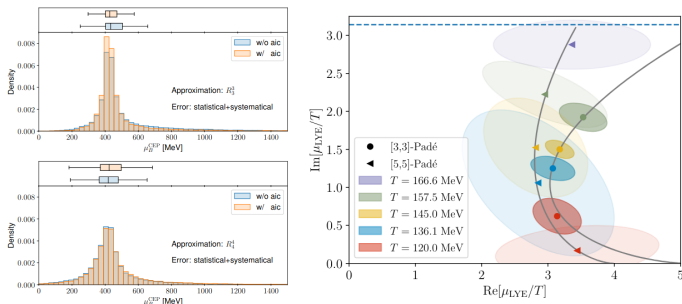 0.008
0.006
0.004
0.002
0.000
Density
w/o aic
w/ aic
Approximation: R³₃
Error: statistical+systematical
0 200 400 600 800 1000 1200 1400
μ_B^CEP [MeV]
0.008
0.006
0.004
0.002
0.000
Density
w/o aic
w/ aic
Approximation: R⁴₄
Error: statistical+systematical
0 200 400 600 800 1000 1200 1400
μ_B^CEP [MeV]
3.0
2.5
2.0
1.5
1.0
0.5
0.0
Im[μ_LYE/T]
[3,3]-Padé
[5,5]-Padé
T = 166.6 MeV
T = 157.5 MeV
T = 145.0 MeV
T = 136.1 MeV
T = 120.0 MeV
0 1 2 3 4 5
Re[μ_LYE/T]